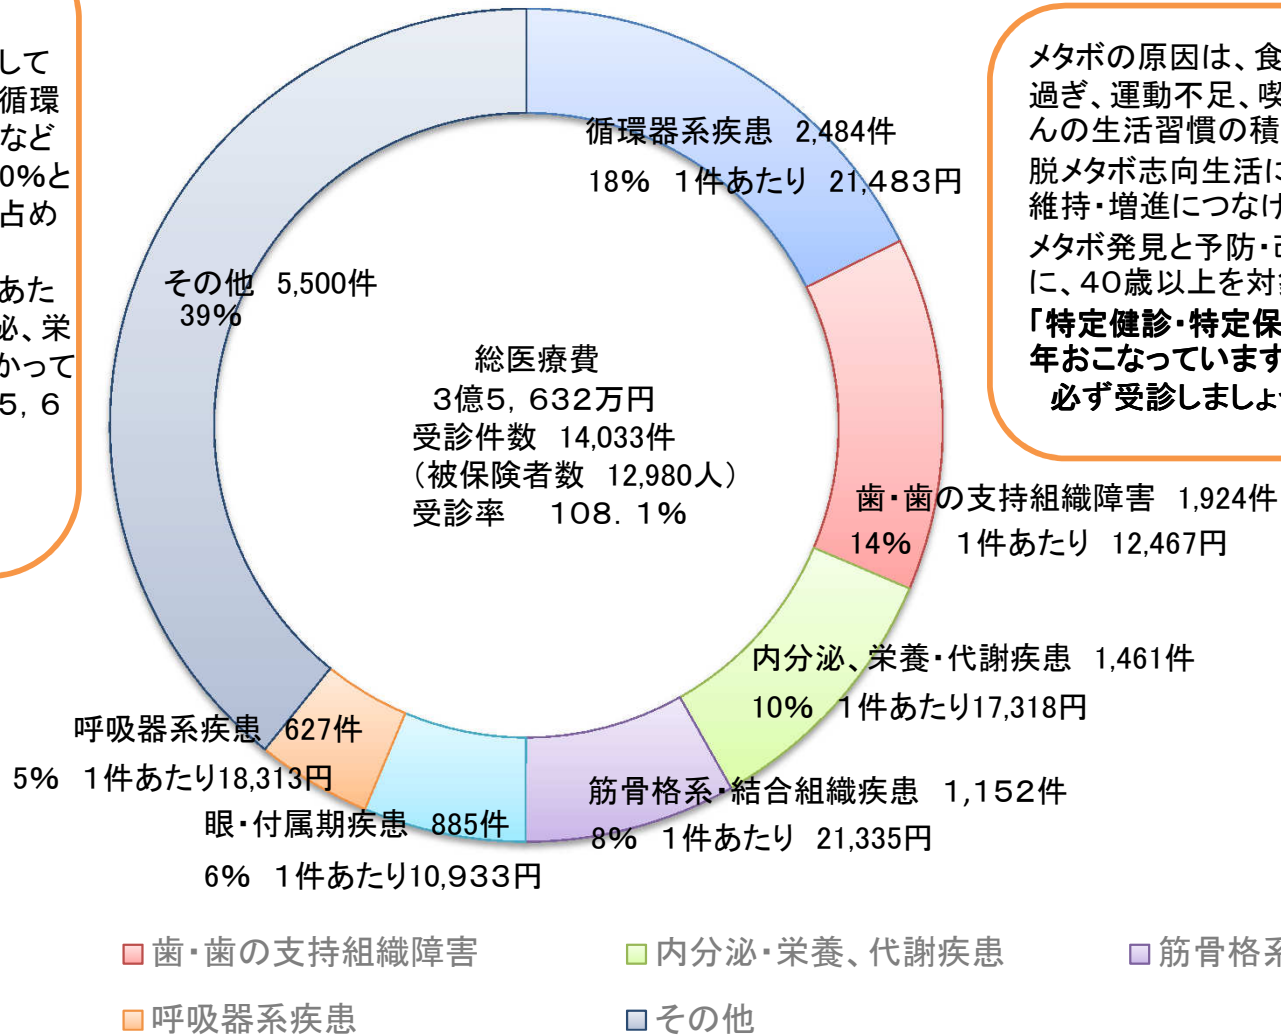 して
循環
など
0%と
占め
あた
必、栄
かって
5，6
メタボの原因は、食
過ぎ、運動不足、喫
んの生活習慣の積
脱メタボ志向生活に
維持・増進につなげ
メタボ発見と予防・改
に、40歳以上を対象
「特定健診・特定保
年おこなっています
必ず受診しましょう
循環器系疾患　2,484件
18%　1件あたり　21,483円
その他　5,500件
39%
総医療費
3億5，632万円
受診件数　14,033件
（被保険者数　12,980人）
受診率　108．1%
歯・歯の支持組織障害　1,924件
14%　1件あたり　12,467円
内分泌、栄養・代謝疾患　1,461件
10%　1件あたり17,318円
筋骨格系・結合組織疾患　1,152件
8%　1件あたり　21,335円
眼・付属期疾患　885件
6%　1件あたり10,933円
呼吸器系疾患　627件
5%　1件あたり18,313円
歯・歯の支持組織障害
内分泌・栄養、代謝疾患
筋骨格系
呼吸器系疾患
その他